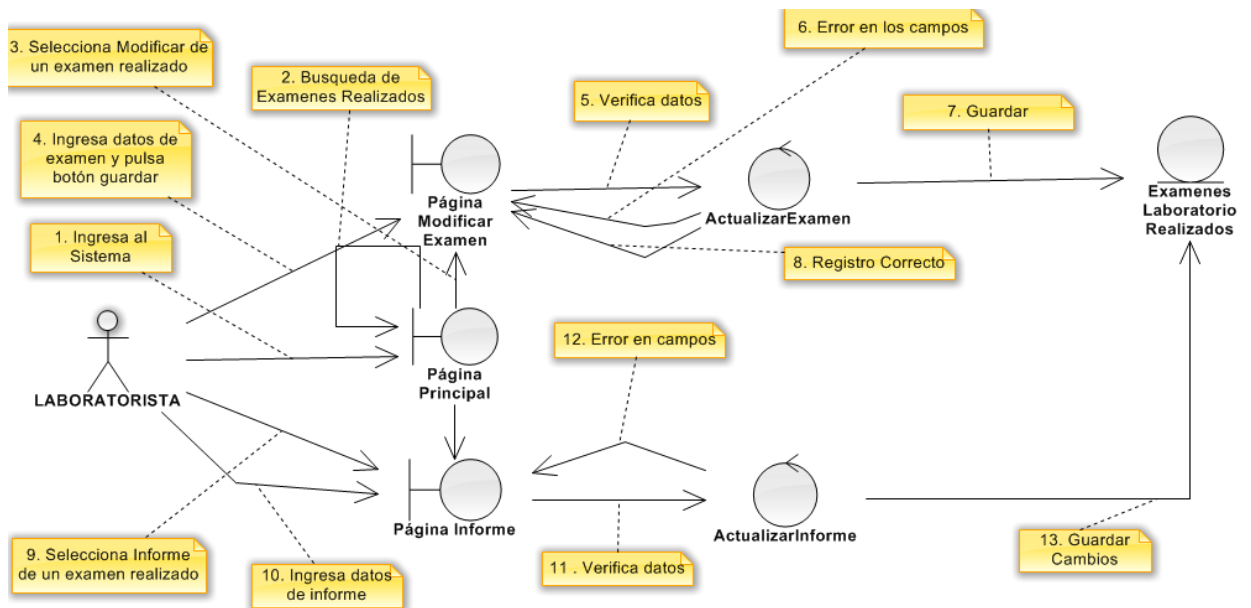 3. Selecciona Modificar de
un examen realizado
2. Busqueda de
Examenes Realizados
6. Error en los campos
5. Verifica datos
7. Guardar
4. Ingresa datos de
examen y pulsa
botón guardar
Página
Modificar
Examen
ActualizarExamen
Examenes
Laboratorio
Realizados
1. Ingresa al
Sistema
8. Registro Correcto
12. Error en campos
Página
Principal
LABORATORISTA
Página Informe
ActualizarInforme
9. Selecciona Informe
de un examen realizado
10. Ingresa datos
de informe
11 . Verifica datos
13. Guardar
Cambios